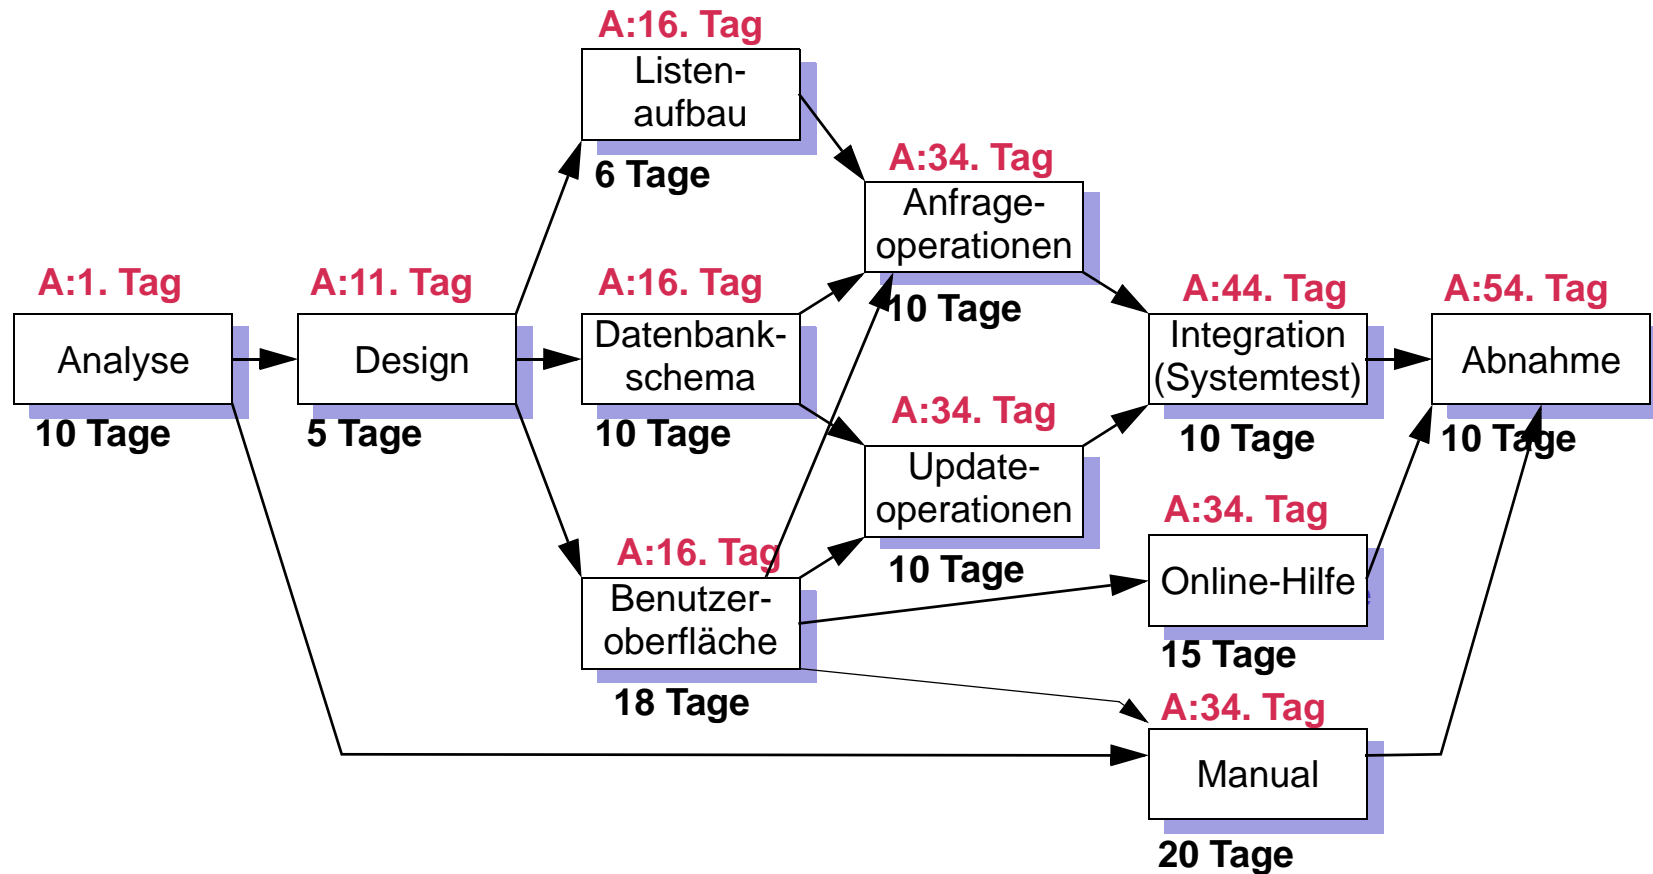 A:16. Tag
Listen-
aufbau
6 Tage
A:34. Tag
Anfrage-
operationen
10 Tage
A:1. Tag
Analyse
10 Tage
A:11. Tag
Design
5 Tage
A:16. Tag
Datenbank-
schema
10 Tage
A:44. Tag
Integration
(Systemtest)
10 Tage
A:54. Tag
Abnahme
10 Tage
A:34. Tag
Update-
operationen
10 Tage
A:16. Tag
Benutzer-
oberfläche
18 Tage
A:34. Tag
Online-Hilfe
15 Tage
A:34. Tag
Manual
20 Tage